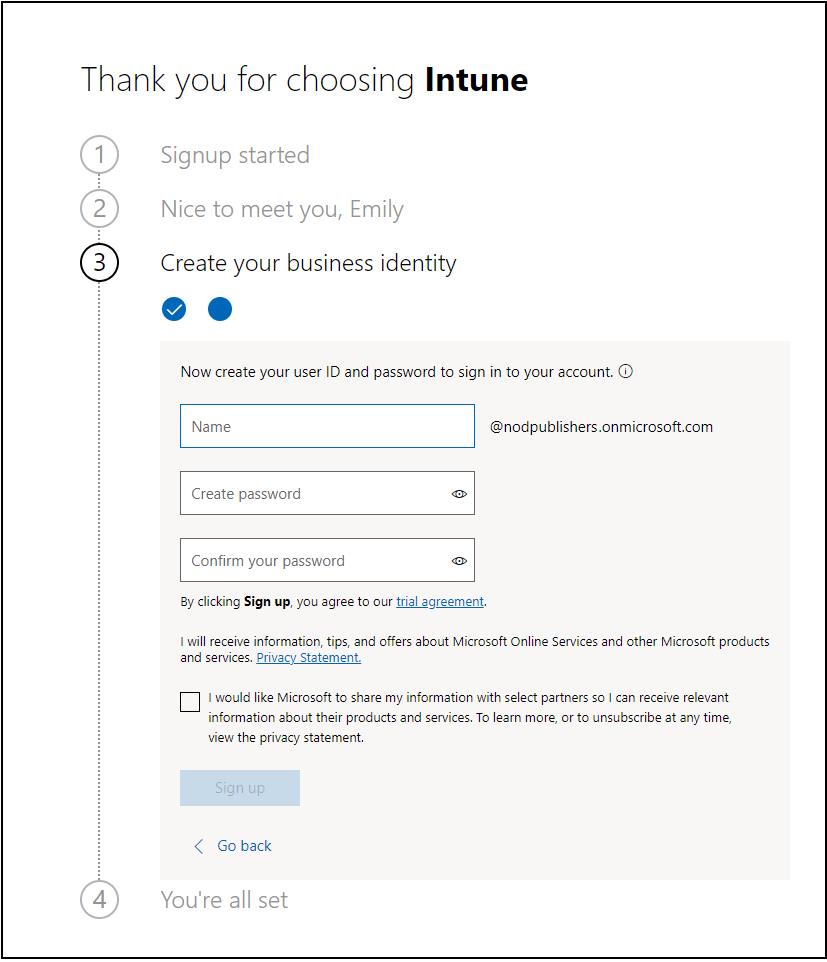 Thank you for choosing Intune
1 Signup started
2 Nice to meet you, Emily
3 Create your business identity
Now create your user ID and password to sign in to your account.
Name @nodpublishers.onmicrosoft.com
Create password
Confirm your password
By clicking Sign up, you agree to our trial agreement.
I will receive information, tips, and offers about Microsoft Online Services and other Microsoft products
and services. Privacy Statement.
I would like Microsoft to share my information with select partners so I can receive relevant
information about their products and services. To learn more, or to unsubscribe at any time,
view the privacy statement.
Sign up
Go back
4 You're all set